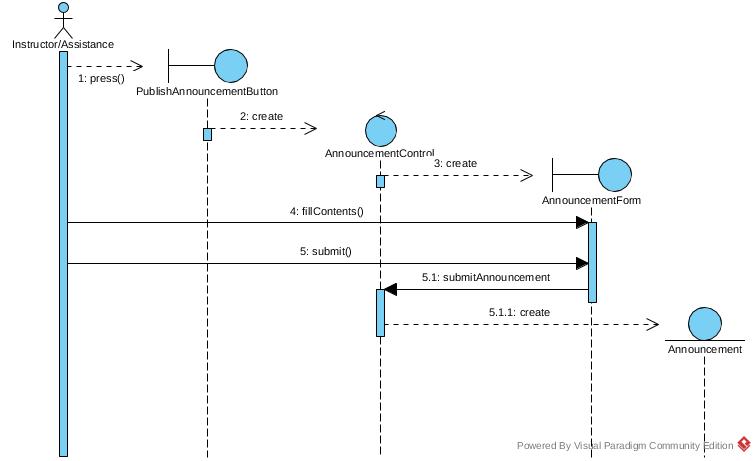 Instructor/Assistance
1: press()
PublishAnnouncementButton
2: create
AnnouncementControl
3: create
AnnouncementForm
4: fillContents()
5: submit()
5.1: submitAnnouncement
5.1.1: create
Announcement
Powered By Visual Paradigm Community Edition